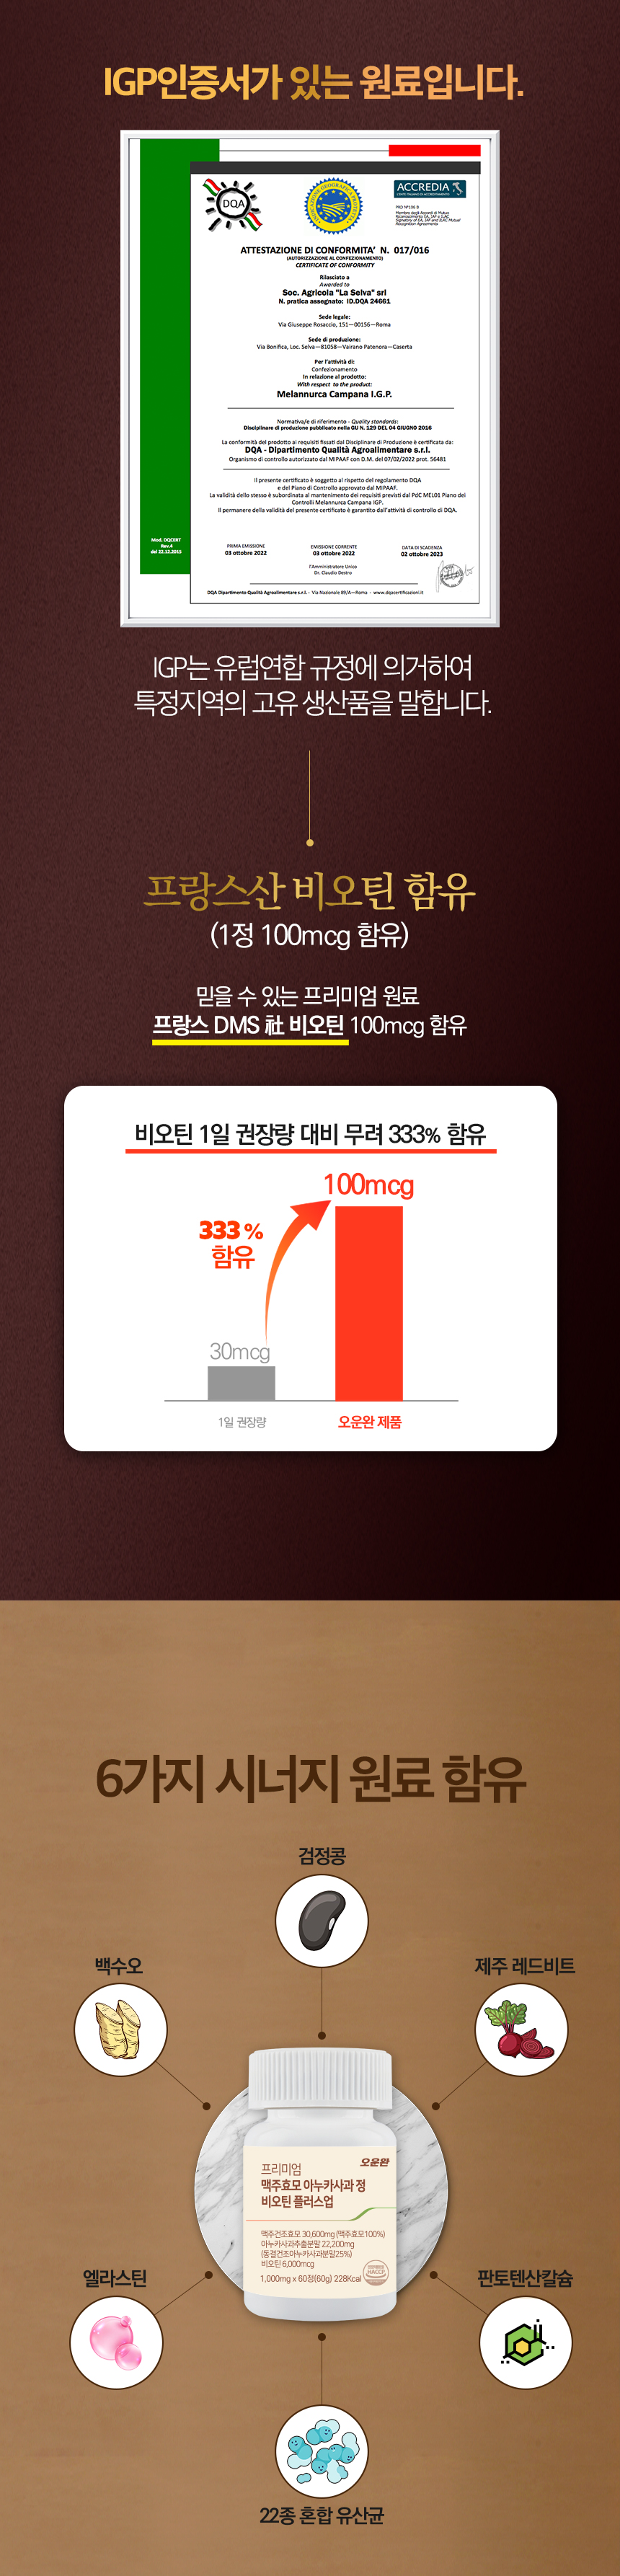 IGP인증서가 있는 원료입니다.
DQA
ACCREDIA
ATTESTAZIONE DI CONFORMITA' N. 017/016
(AUTORIZZAZIONE AL CONFEZIONAMENTO)
CERTIFICATE OF CONFORMITY
Rilasciato a
Awarded to
Soc. Agricola "La Selva" srl
N. pratica assegnato: ID.DQA 24661
Sede legale:
Via Giuseppe Rosaccio, 151—00156—Roma
Sede di produzione:
Via Bonifica, Loc. Selva—81058—Vairano Patenora—Caserta
Per l'attività di:
Confezionamento
In relazione al prodotto:
With respect to the product:
Melannurca Campana I.G.P.
Normativa/e di riferimento - Quality standards:
Disciplinare di produzione pubblicato nella GU N. 129 DEL 04 GIUGNO 2016
La conformità del prodotto ai requisiti fissati dal Disciplinare di Produzione è certificata da:
DQA - Dipartimento Qualità Agroalimentare s.r.l.
Organismo di controllo autorizzato dal MIPAAF con D.M. del 07/02/2022 prot. 56481
Il presente certificato è soggetto al rispetto del regolamento DQA
e del Piano di Controllo approvato dal MIPAAF.
La validità dello stesso è subordinata al mantenimento dei requisiti previsti dal PdC MEL01 Piano dei
Controlli Melannurca Campana IGP.
Il permanere della validità del presente certificato è garantito dall'attività di controllo di DQA.
Mod. DQCERT
Rev.4
del 22.12.2015
PRIMA EMISSIONE
03 ottobre 2022
EMISSIONE CORRENTE
03 ottobre 2022
DATA DI SCADENZA
02 ottobre 2023
l'Amministratore Unico
Dr. Claudio Destro
DQA Dipartimento Qualità Agroalimentare s.r.l. - Via Nazionale 89/A—Roma - www.dqacertificazioni.it
IGP는 유럽연합 규정에 의거하여
특정지역의 고유 생산품을 말합니다.
프랑스산 비오틴 함유
(1정 100mcg 함유)
믿을 수 있는 프리미엄 원료
프랑스 DMS 社 비오틴 100mcg 함유
비오틴 1일 권장량 대비 무려 333% 함유
100mcg
333 %
함유
30mcg
1일 권장량
오운완 제품
6가지 시너지 원료 함유
검정콩
백수오
제주 레드비트
오운완
프리미엄
맥주효모 아누카사과 정
비오틴 플러스업
맥주건조효모 30,600mg (맥주효모100%)
아누카사과추출분말 22,200mg
(동결건조아누카사과분말25%)
비오틴 6,000mcg
1,000mg x 60정(60g) 228Kcal
HACCP
엘라스틴
판토텐산칼슘
22종 혼합 유산균